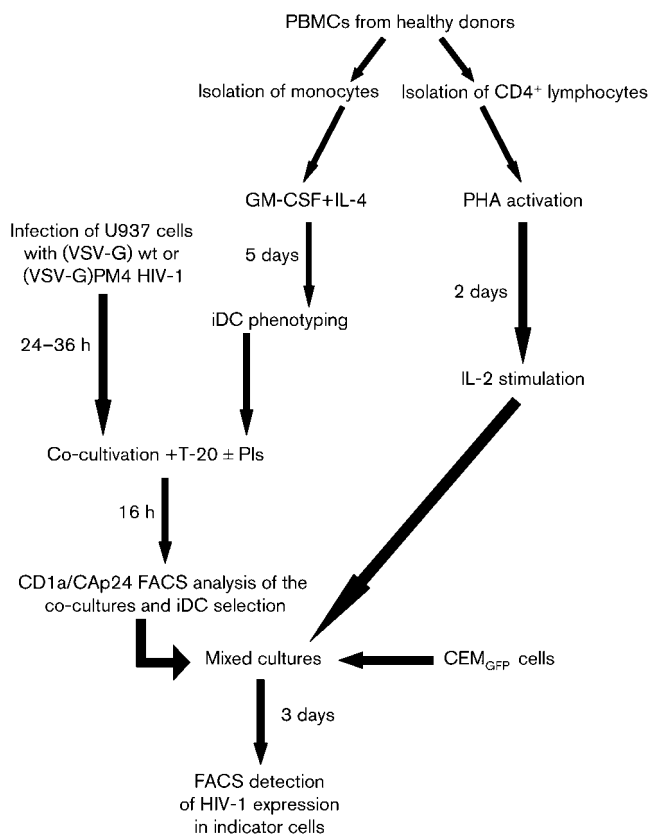 PBMCs from healthy donors
Isolation of monocytes
Isolation of CD4⁺ lymphocytes
GM-CSF+IL-4
PHA activation
Infection of U937 cells
with (VSV-G) wt or
(VSV-G)PM4 HIV-1
5 days
2 days
iDC phenotyping
24–36 h
IL-2 stimulation
Co-cultivation +T-20 ± PIs
16 h
CD1a/CAp24 FACS analysis of the
co-cultures and iDC selection
Mixed cultures
CEM_GFP cells
3 days
FACS detection
of HIV-1 expression
in indicator cells